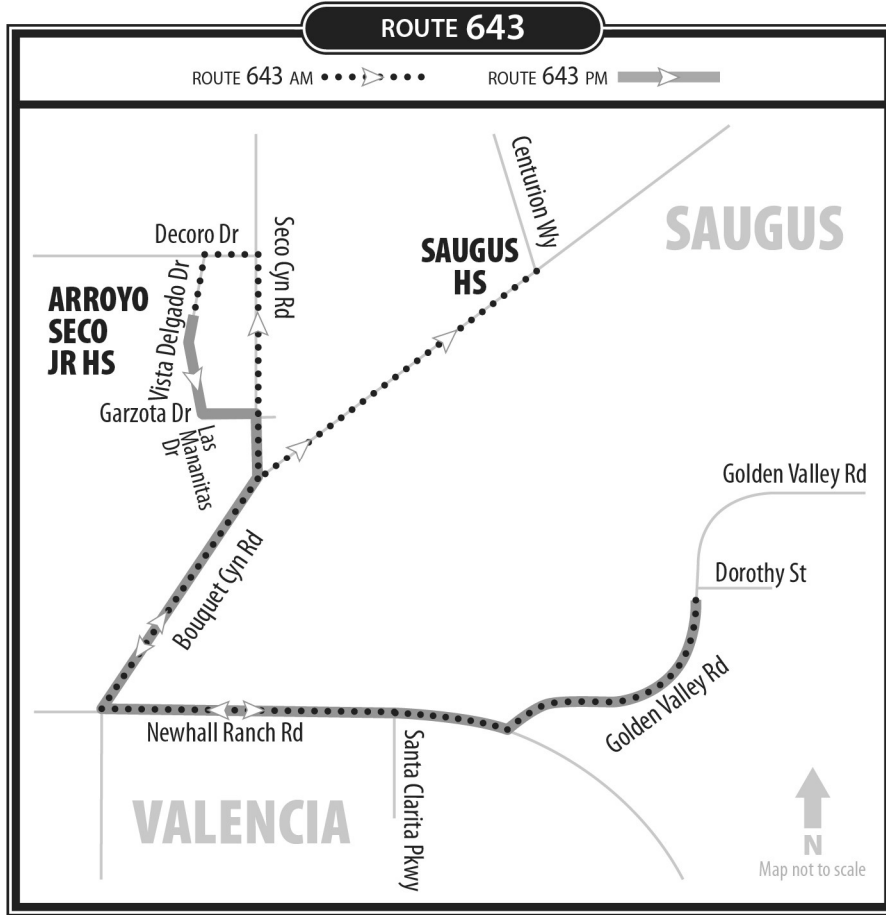 ROUTE 643
ROUTE 643 AM
ROUTE 643 PM
Centurion Wy
SAUGUS
Decoro Dr
Seco Cyn Rd
SAUGUS
HS
ARROYO
SECO
JR HS
Vista Delgado Dr
Garzota Dr
Las
Mananitas
Dr
Golden Valley Rd
Bouquet Cyn Rd
Dorothy St
Golden Valley Rd
Newhall Ranch Rd
Santa Clarita Pkwy
VALENCIA
N
Map not to scale